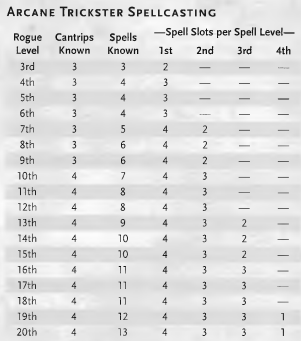 ARCANE TRICKSTER SPELLCASTING
—Spell Slots per Spell Level—
Rogue Level Cantrips Known Spells Known 1st 2nd 3rd 4th
3rd 3 3 2 — — —
4th 3 4 3 — — —
5th 3 4 3 — — —
6th 3 4 3 — — —
7th 3 5 4 2 — —
8th 3 6 4 2 — —
9th 3 6 4 2 — —
10th 4 7 4 3 — —
11th 4 8 4 3 — —
12th 4 8 4 3 — —
13th 4 9 4 3 2 —
14th 4 10 4 3 2 —
15th 4 10 4 3 2 —
16th 4 11 4 3 3 —
17th 4 11 4 3 3 —
18th 4 11 4 3 3 —
19th 4 12 4 3 3 1
20th 4 13 4 3 3 1